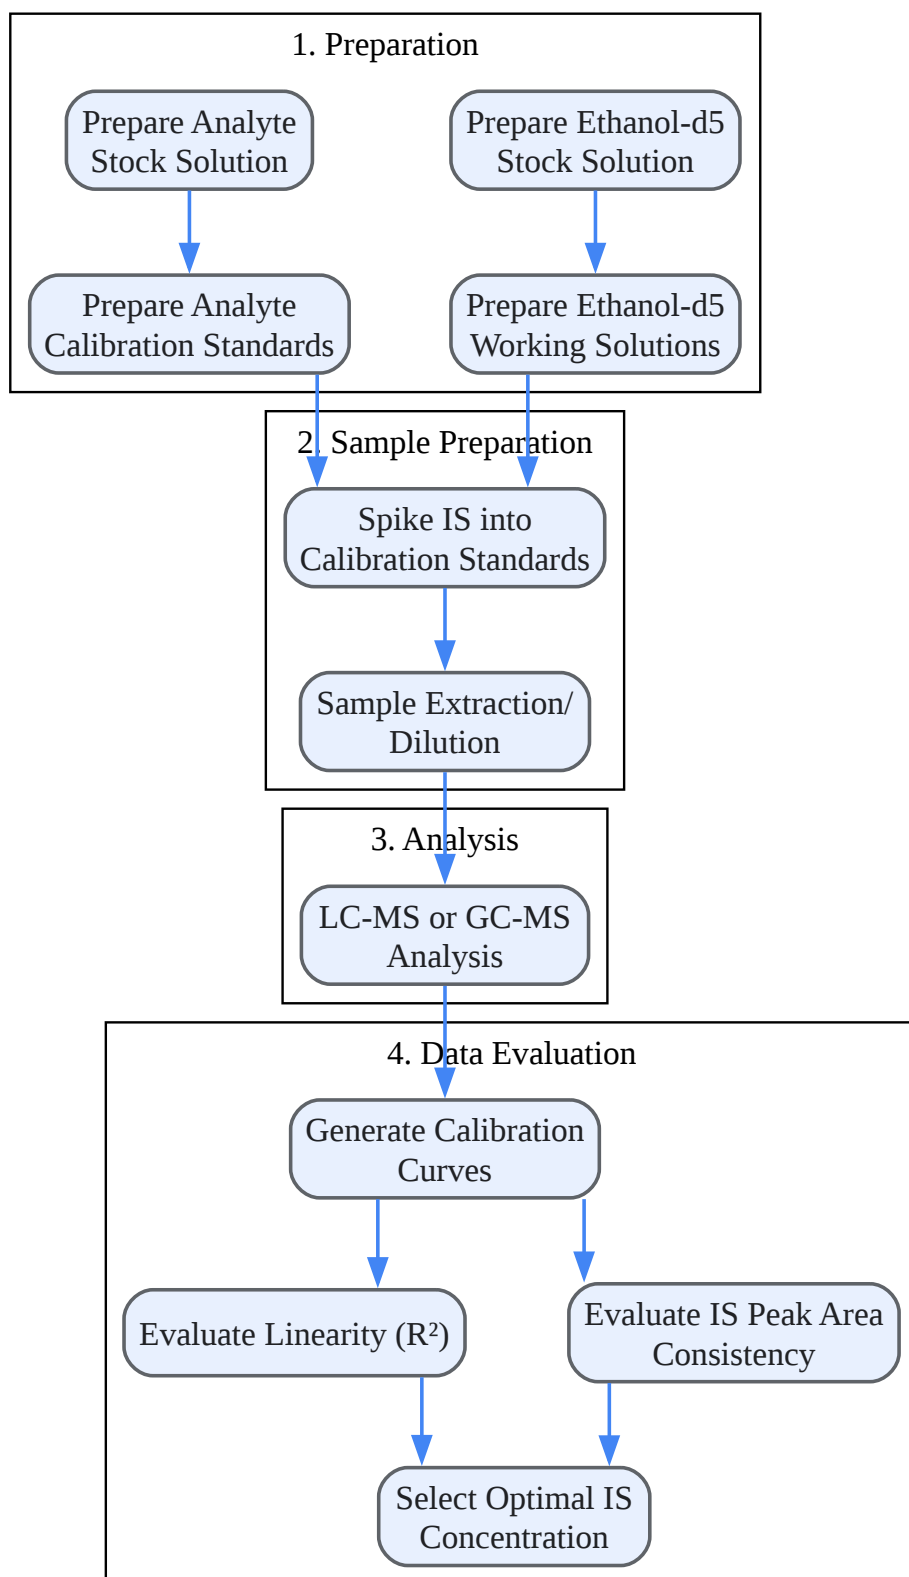 1. Preparation
Prepare Analyte
Stock Solution
Prepare Ethanol-d5
Stock Solution
Prepare Analyte
Calibration Standards
Prepare Ethanol-d5
Working Solutions
2. Sample Preparation
Spike IS into
Calibration Standards
Sample Extraction/
Dilution
3. Analysis
LC-MS or GC-MS
Analysis
4. Data Evaluation
Generate Calibration
Curves
Evaluate Linearity (R²)
Evaluate IS Peak Area
Consistency
Select Optimal IS
Concentration